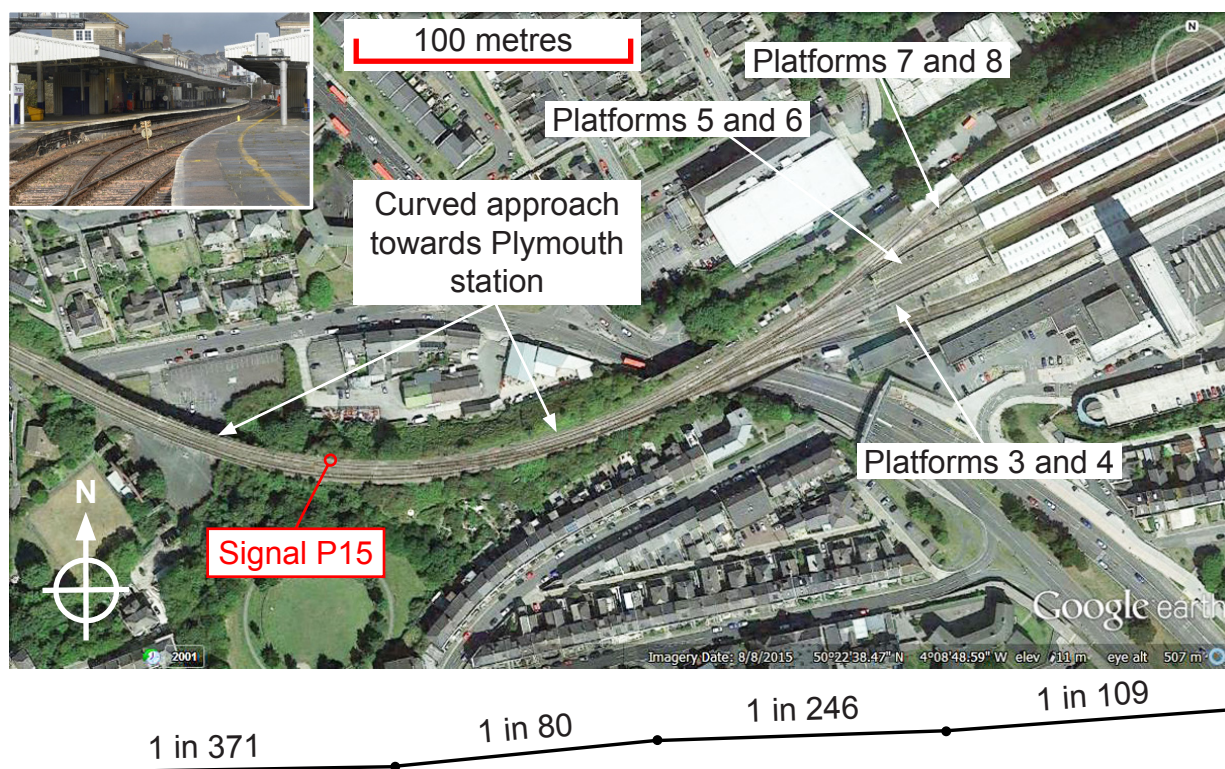 100 metres
Platforms 7 and 8
Platforms 5 and 6
Curved approach
towards Plymouth
station
Platforms 3 and 4
Signal P15
N
N
Google earth
2001
Imagery Date: 8/8/2015 50°22'38.47" N 4°08'48.59" W elev 11 m eye alt 507 m
1 in 371
1 in 80
1 in 246
1 in 109